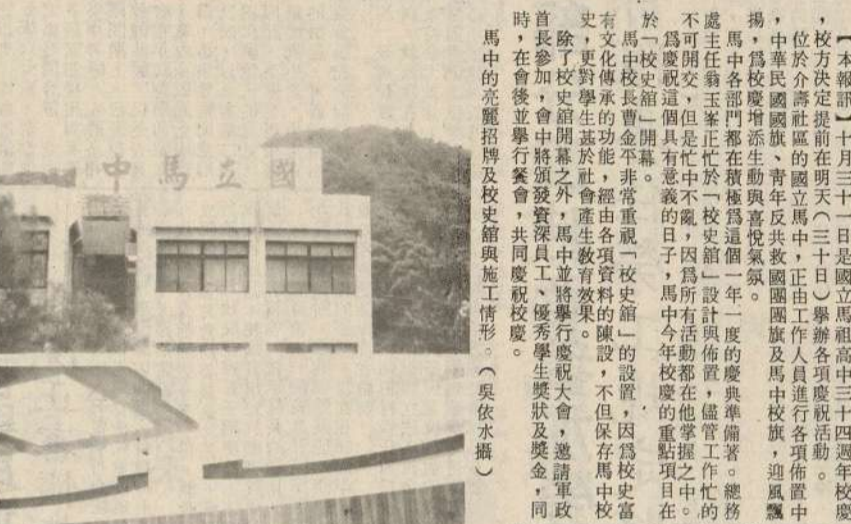 【本報訊】十月三十一日是國立馬祖高中三十四週年校慶
，校方決定提前在明天（三十日）舉辦各項慶祝活動。
位於介壽社區的國立馬中，正由工作人員進行各項佈置中
，中華民國國旗、青年反共救國團團旗及馬中校旗，迎風飄
揚，爲校慶增添生動與喜悅氣氛。
馬中各部門都在積極爲這個一年一度的慶典準備著。總務
處主任翁玉峯正忙於「校史舘」設計與佈置，儘管工作忙的
不可開交，但是忙中不亂，因爲所有活動都在他掌握之中。
爲慶祝這個具有意義的日子，馬中今年校慶的重點項目在
於「校史舘」開幕。
馬中校長曹金平非常重視「校史舘」的設置，因爲校史富
有文化傳承的功能，經由各項資料的陳設，不但保存馬中校
史，更對學生甚於社會產生敎育效果。
除了校史舘開幕之外，馬中並將舉行慶祝大會，邀請軍政
首長參加，會中將頒發資深員工、優秀學生獎狀及獎金，同
時，在會後並舉行餐會，共同慶祝校慶。
馬中的亮麗招牌及校史舘與施工情形。（吳依水攝）
中馬立國